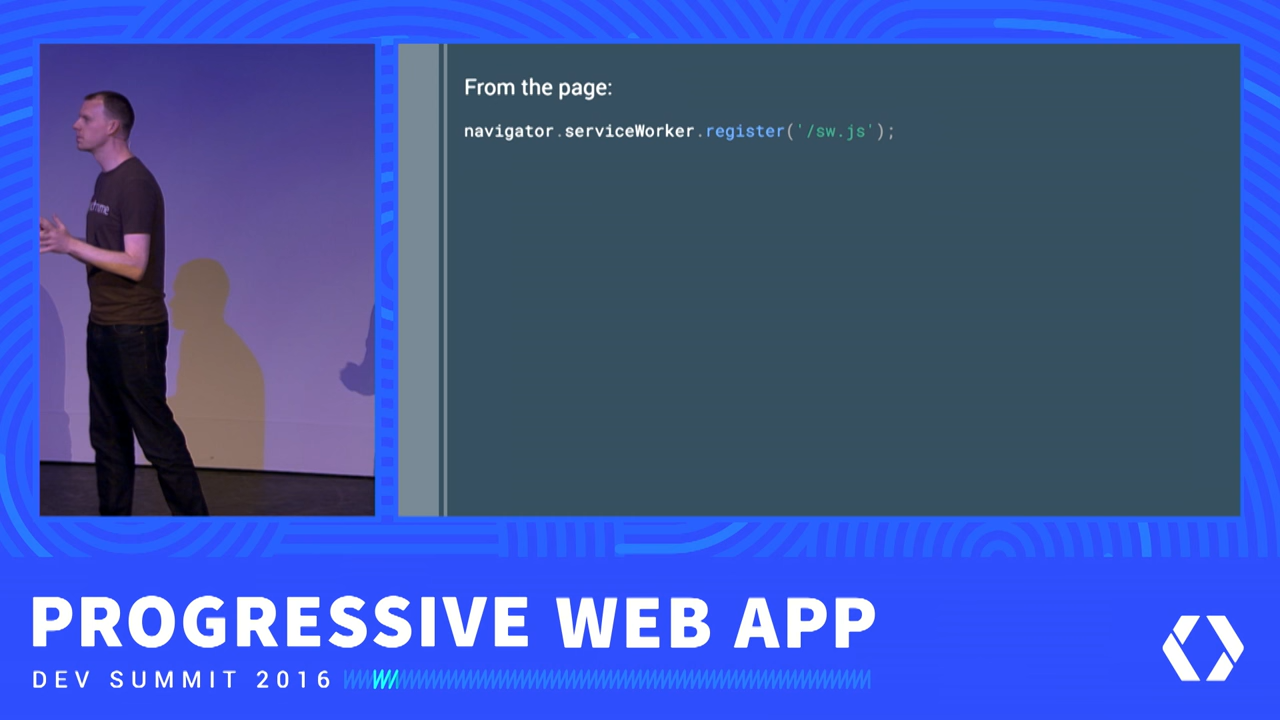 From the page:
navigator.serviceWorker.register('/sw.js');
PROGRESSIVE WEB APP
DEV SUMMIT 2016